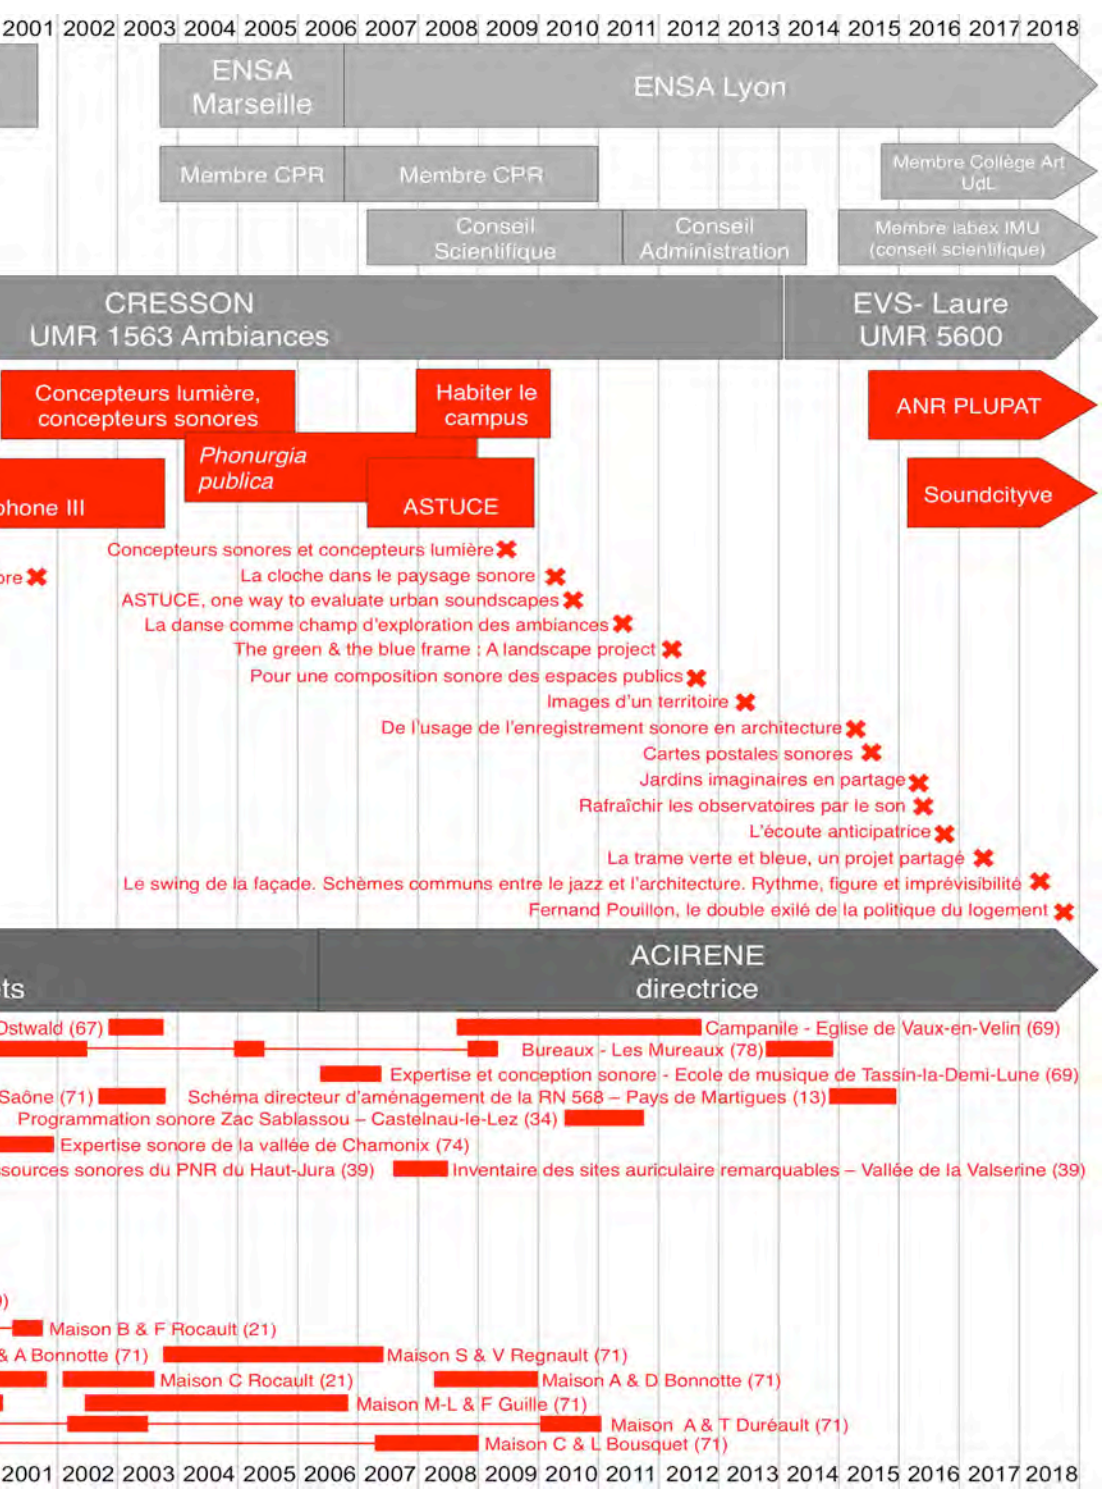 2001 2002 2003 2004 2005 2006 2007 2008 2009 2010 2011 2012 2013 2014 2015 2016 2017 2018
ENSA
Marseille
ENSA Lyon
Membre CPR
Membre CPR
Membre Collège Art
UdL
Conseil
Scientifique
Conseil
Administration
Membre labex IMU
(conseil scientifique)
CRESSON
UMR 1563 Ambiances
EVS- Laure
UMR 5600
Concepteurs lumière,
concepteurs sonores
Habiter le
campus
ANR PLUPAT
Phonurgia
publica
phone III
ASTUCE
Soundcityve
Concepteurs sonores et concepteurs lumière
ore
La cloche dans le paysage sonore
ASTUCE, one way to evaluate urban soundscapes
La danse comme champ d'exploration des ambiances
The green & the blue frame : A landscape project
Pour une composition sonore des espaces publics
Images d'un territoire
De l'usage de l'enregistrement sonore en architecture
Cartes postales sonores
Jardins imaginaires en partage
Rafraîchir les observatoires par le son
L'écoute anticipatrice
La trame verte et bleue, un projet partagé
Le swing de la façade. Schèmes communs entre le jazz et l'architecture. Rythme, figure et imprévisibilité
Fernand Pouillon, le double exilé de la politique du logement
ets
ACIRENE
directrice
Ostwald (67)
Campanile - Eglise de Vaux-en-Velin (69)
Bureaux - Les Mureaux (78)
Expertise et conception sonore - Ecole de musique de Tassin-la-Demi-Lune (69)
Saône (71)
Schéma directeur d'aménagement de la RN 568 – Pays de Martigues (13)
Programmation sonore Zac Sablassou – Castelnau-le-Lez (34)
Expertise sonore de la vallée de Chamonix (74)
ssources sonores du PNR du Haut-Jura (39)
Inventaire des sites auriculaire remarquables – Vallée de la Valserine (39)
)
Maison B & F Rocault (21)
& A Bonnotte (71)
Maison S & V Regnault (71)
Maison C Rocault (21)
Maison A & D Bonnotte (71)
Maison M-L & F Guille (71)
Maison A & T Duréault (71)
Maison C & L Bousquet (71)
2001 2002 2003 2004 2005 2006 2007 2008 2009 2010 2011 2012 2013 2014 2015 2016 2017 2018